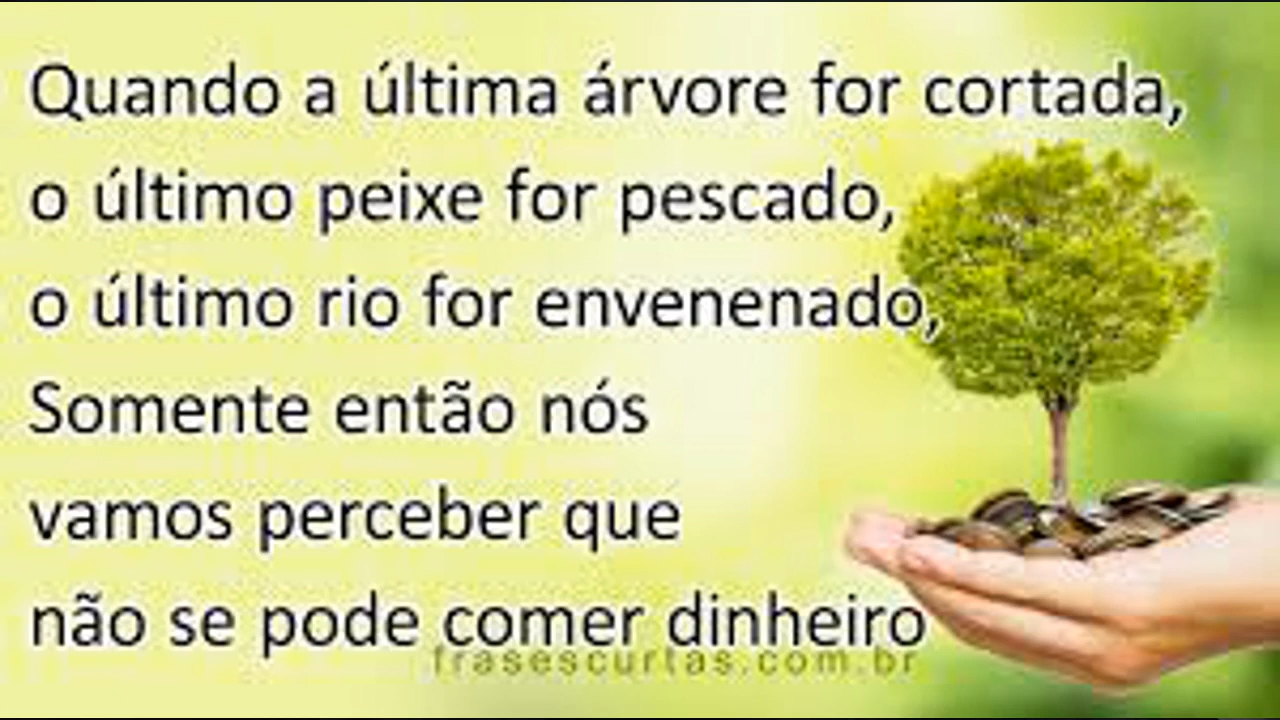 Quando a última árvore for cortada,
o último peixe for pescado,
o último rio for envenenado,
Somente então nós
vamos perceber que
não se pode comer dinheiro
frasescurtas.com.br